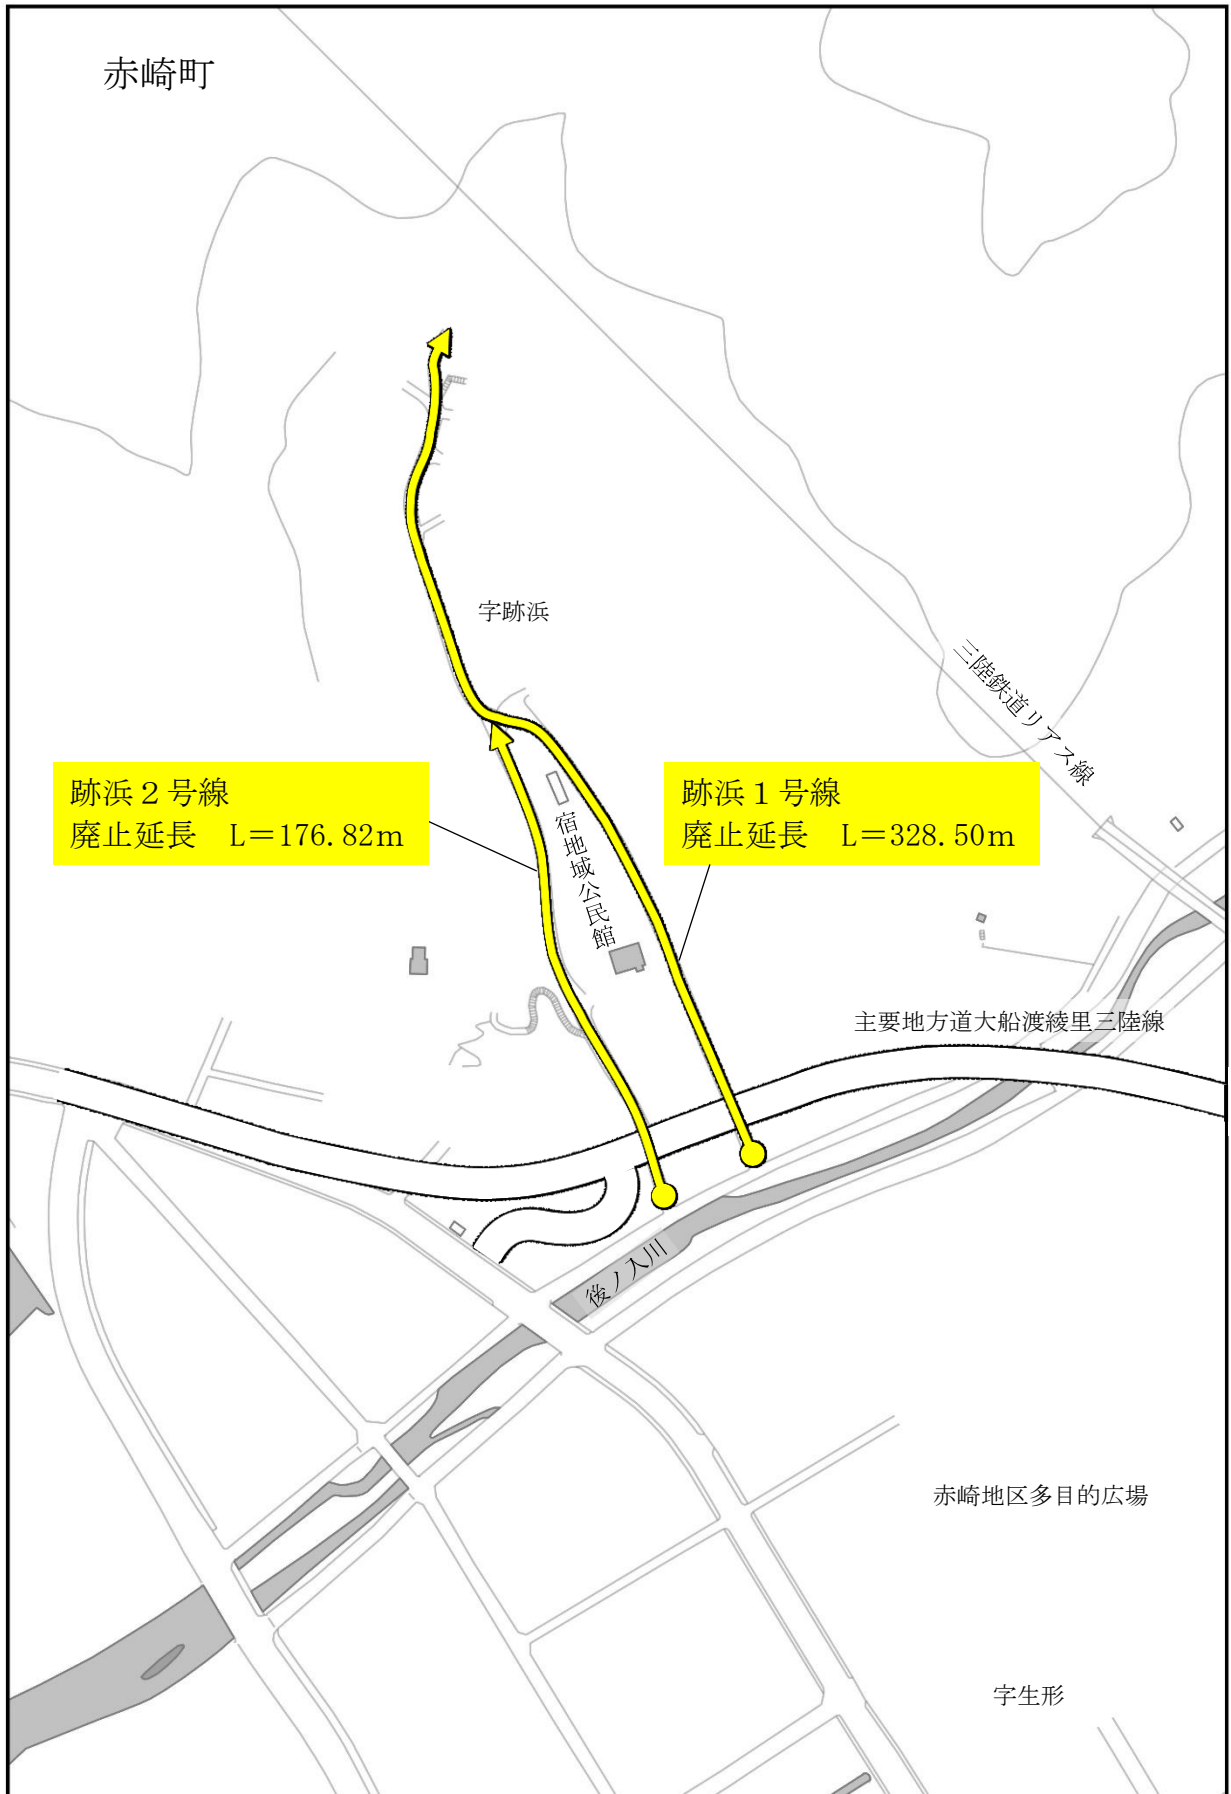 赤崎町
字跡浜
三陸鉄道リアス線
跡浜２号線
廃止延長　L＝176.82m
跡浜１号線
廃止延長　L＝328.50m
宿地域公民館
主要地方道大船渡綾里三陸線
後ノ入川
赤崎地区多目的広場
字生形